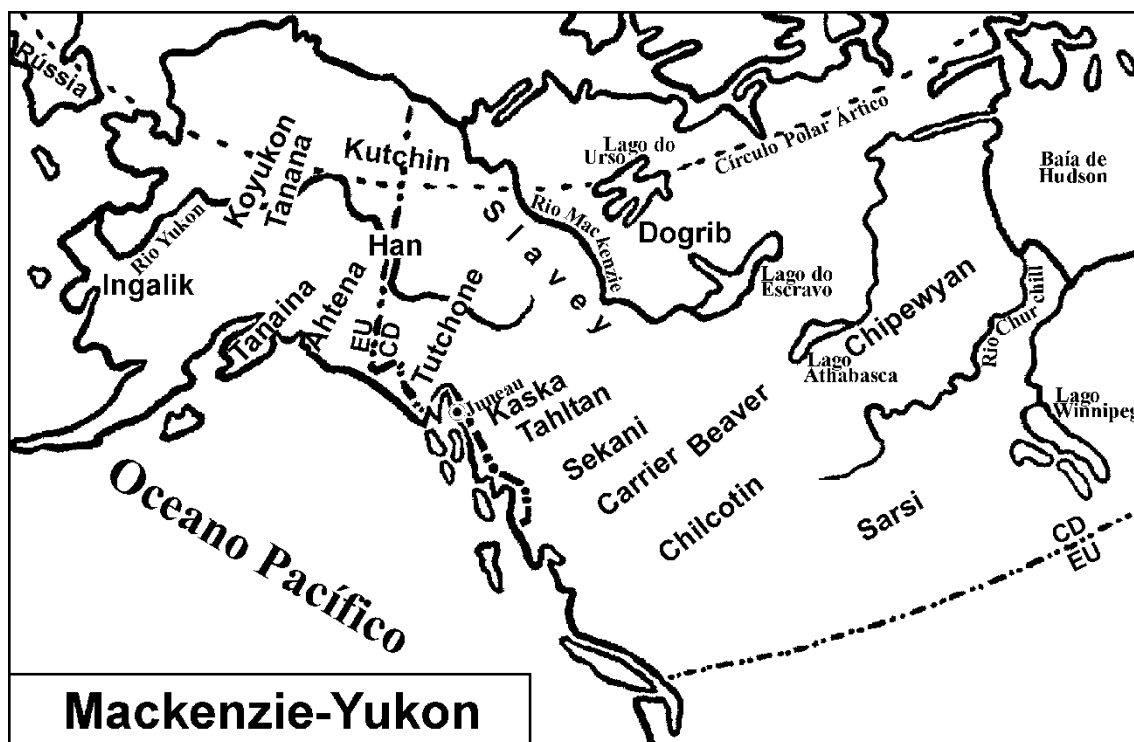 Rússia
Koyukon
Tanana
Kutchin
Lago do
Urso
Círculo Polar Ártico
Baía de
Hudson
Rio Yukon
Ingalik
Han
Slavey
Rio Mackenzie
Dogrib
Lago do
Escravo
Tanaina
Ahtena
EU
CD
Tutchone
Chipewyan
Rio Churchill
Lago
Athabasca
Juneau
Kaska
Tahltan
Sekani
Carrier
Beaver
Chilcotin
Sarsi
Lago
Winnipeg
CD
EU
Oceano Pacífico
Mackenzie-Yukon